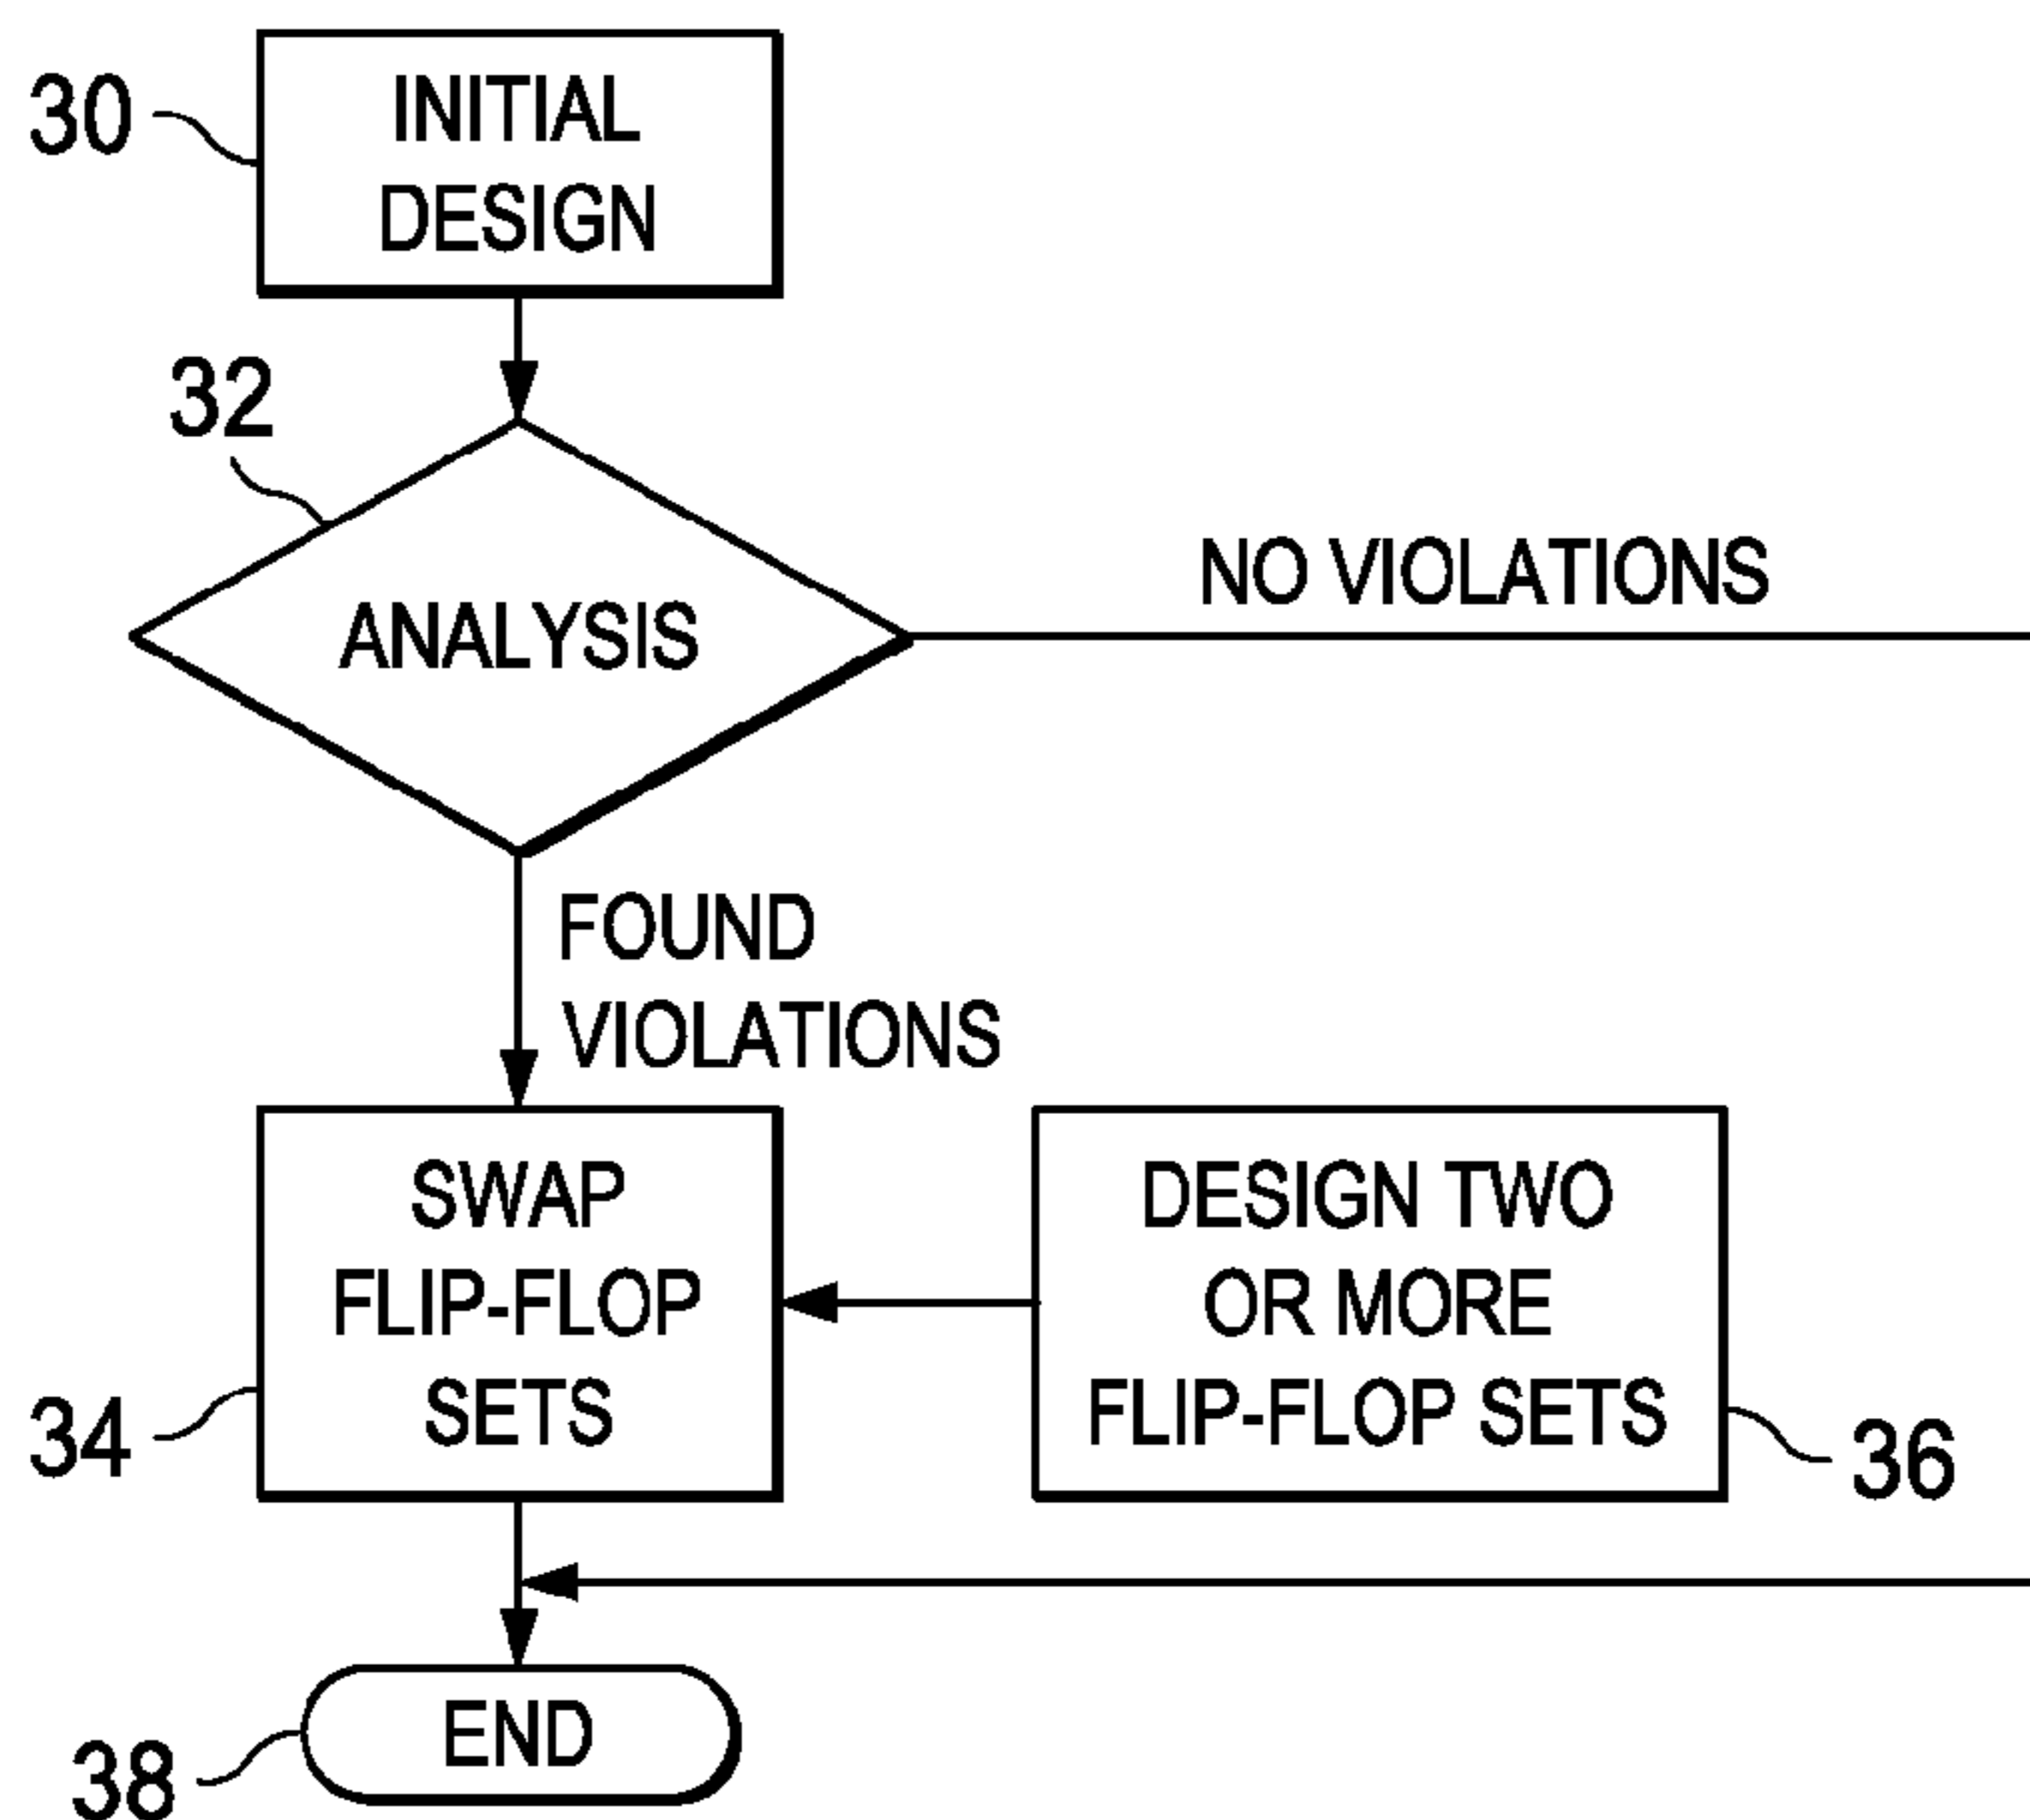 30
INITIAL
DESIGN
32
ANALYSIS
NO VIOLATIONS
FOUND
VIOLATIONS
SWAP
FLIP-FLOP
SETS
34
DESIGN TWO
OR MORE
FLIP-FLOP SETS
36
END
38